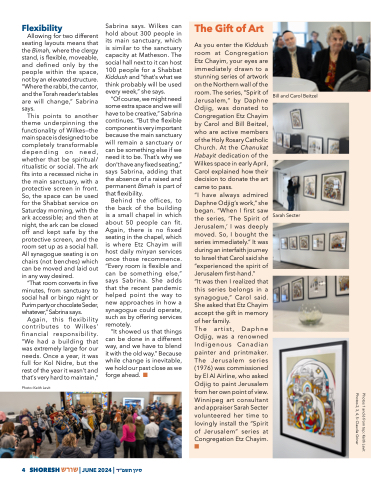 Flexibility
Allowing for two different
seating layouts means that
the Bimah, where the clergy
stand, is flexible, moveable,
and defined only by the
people within the space,
not by an elevated structure.
"Where the rabbi, the cantor,
and the Torah reader's tables
are will change," Sabrina
says.
This points to another
theme underpinning the
functionality of Wilkes–the
main space is designed to be
completely transformable
depending on need,
whether that be spiritual/
ritualistic or social. The ark
fits into a recessed niche in
the main sanctuary, with a
protective screen in front.
So, the space can be used
for the Shabbat service on
Saturday morning, with the
ark accessible; and then at
night, the ark can be closed
off and kept safe by the
protective screen, and the
room set up as a social hall.
All synagogue seating is on
chairs (not benches) which
can be moved and laid out
in any way desired.
"That room converts in five
minutes, from sanctuary to
social hall or bingo night or
Purim party or chocolate Seder,
whatever," Sabrina says.
Again, this flexibility
contributes to Wilkes'
financial responsibility.
"We had a building that
was extremely large for our
needs. Once a year, it was
full for Kol Nidre, but the
rest of the year it wasn't and
that's very hard to maintain,"
Photo: Keith Levit
Sabrina says. Wilkes can
hold about 300 people in
its main sanctuary, which
is similar to the sanctuary
capacity at Matheson. The
social hall next to it can host
100 people for a Shabbat
Kiddush and "that's what we
think probably will be used
every week," she says.
"Of course, we might need
some extra space and we will
have to be creative," Sabrina
continues. "But the flexible
component is very important
because the main sanctuary
will remain a sanctuary or
can be something else if we
need it to be. That's why we
don't have any fixed seating,"
says Sabrina, adding that
the absence of a raised and
permanent Bimah is part of
that flexibility.
Behind the offices, to
the back of the building
is a small chapel in which
about 50 people can fit.
Again, there is no fixed
seating in the chapel, which
is where Etz Chayim will
host daily minyan services
once those recommence.
"Every room is flexible and
can be something else,"
says Sabrina. She adds
that the recent pandemic
helped point the way to
new approaches in how a
synagogue could operate,
such as by offering services
remotely.
"It showed us that things
can be done in a different
way, and we have to blend
it with the old way." Because
while change is inevitable,
we hold our past close as we
forge ahead.
The Gift of Art
As you enter the Kiddush
room at Congregation
Etz Chayim, your eyes are
immediately drawn to a
stunning series of artwork
on the Northern wall of the
room. The series, "Spirit of
Jerusalem," by Daphne
Odjig, was donated to
Congregation Etz Chayim
by Carol and Bill Beitzel,
who are active members
of the Holy Rosary Catholic
Church. At the Chanukat
Habayit dedication of the
Wilkes space in early April,
Carol explained how their
decision to donate the art
came to pass.
"I have always admired
Daphne Odjig's work," she
began. "When I first saw
the series, 'The Spirit of
Jerusalem,' I was deeply
moved. So, I bought the
series immediately." It was
during an interfaith journey
to Israel that Carol said she
"experienced the spirit of
Jerusalem first-hand."
"It was then I realized that
this series belongs in a
synagogue," Carol said.
She asked that Etz Chayim
accept the gift in memory
of her family.
The artist, Daphne
Odjig, was a renowned
Indigenous Canadian
painter and printmaker.
The Jerusalem series
(1976) was commissioned
by El Al Airline, who asked
Odjig to paint Jerusalem
from her own point of view.
Winnipeg art consultant
and appraiser Sarah Secter
volunteered her time to
lovingly install the "Spirit
of Jerusalem" series at
Congregation Etz Chayim.
Bill and Carol Beitzel
Sarah Secter
4 SHORESH שורש | JUNE 2024 | סיון תשפ"ד